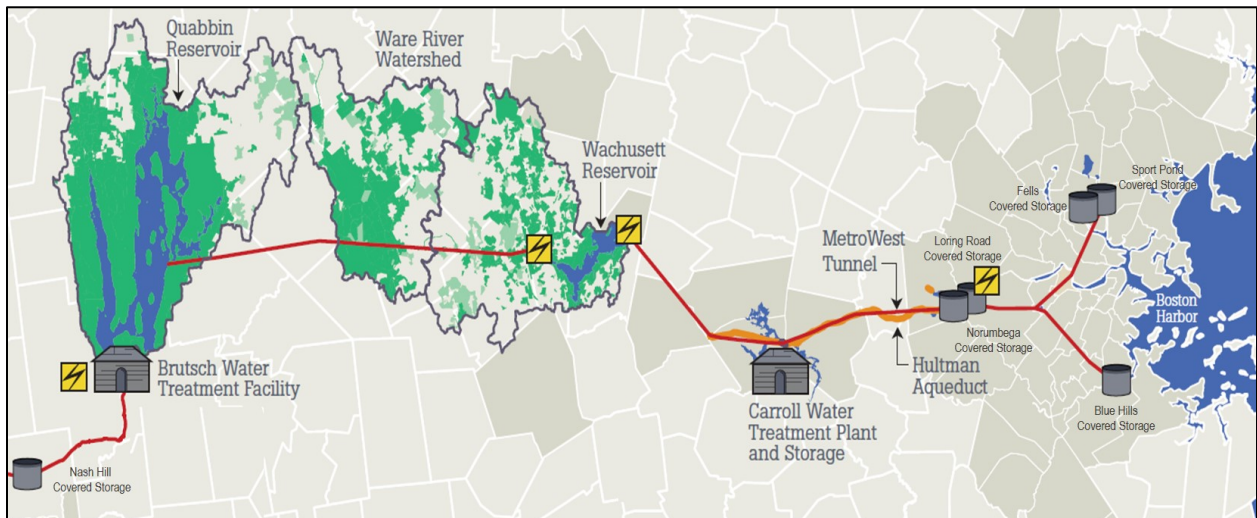 Quabbin
Reservoir
Ware River
Watershed
Wachusett
Reservoir
Sport Pond
Covered Storage
Fells
Covered Storage
MetroWest
Tunnel
Loring Road
Covered Storage
Boston
Harbor
Norumbega
Covered Storage
Brutsch Water
Treatment Facility
Hultman
Aqueduct
Carroll Water
Treatment Plant
and Storage
Blue Hills
Covered Storage
Nash Hill
Covered Storage